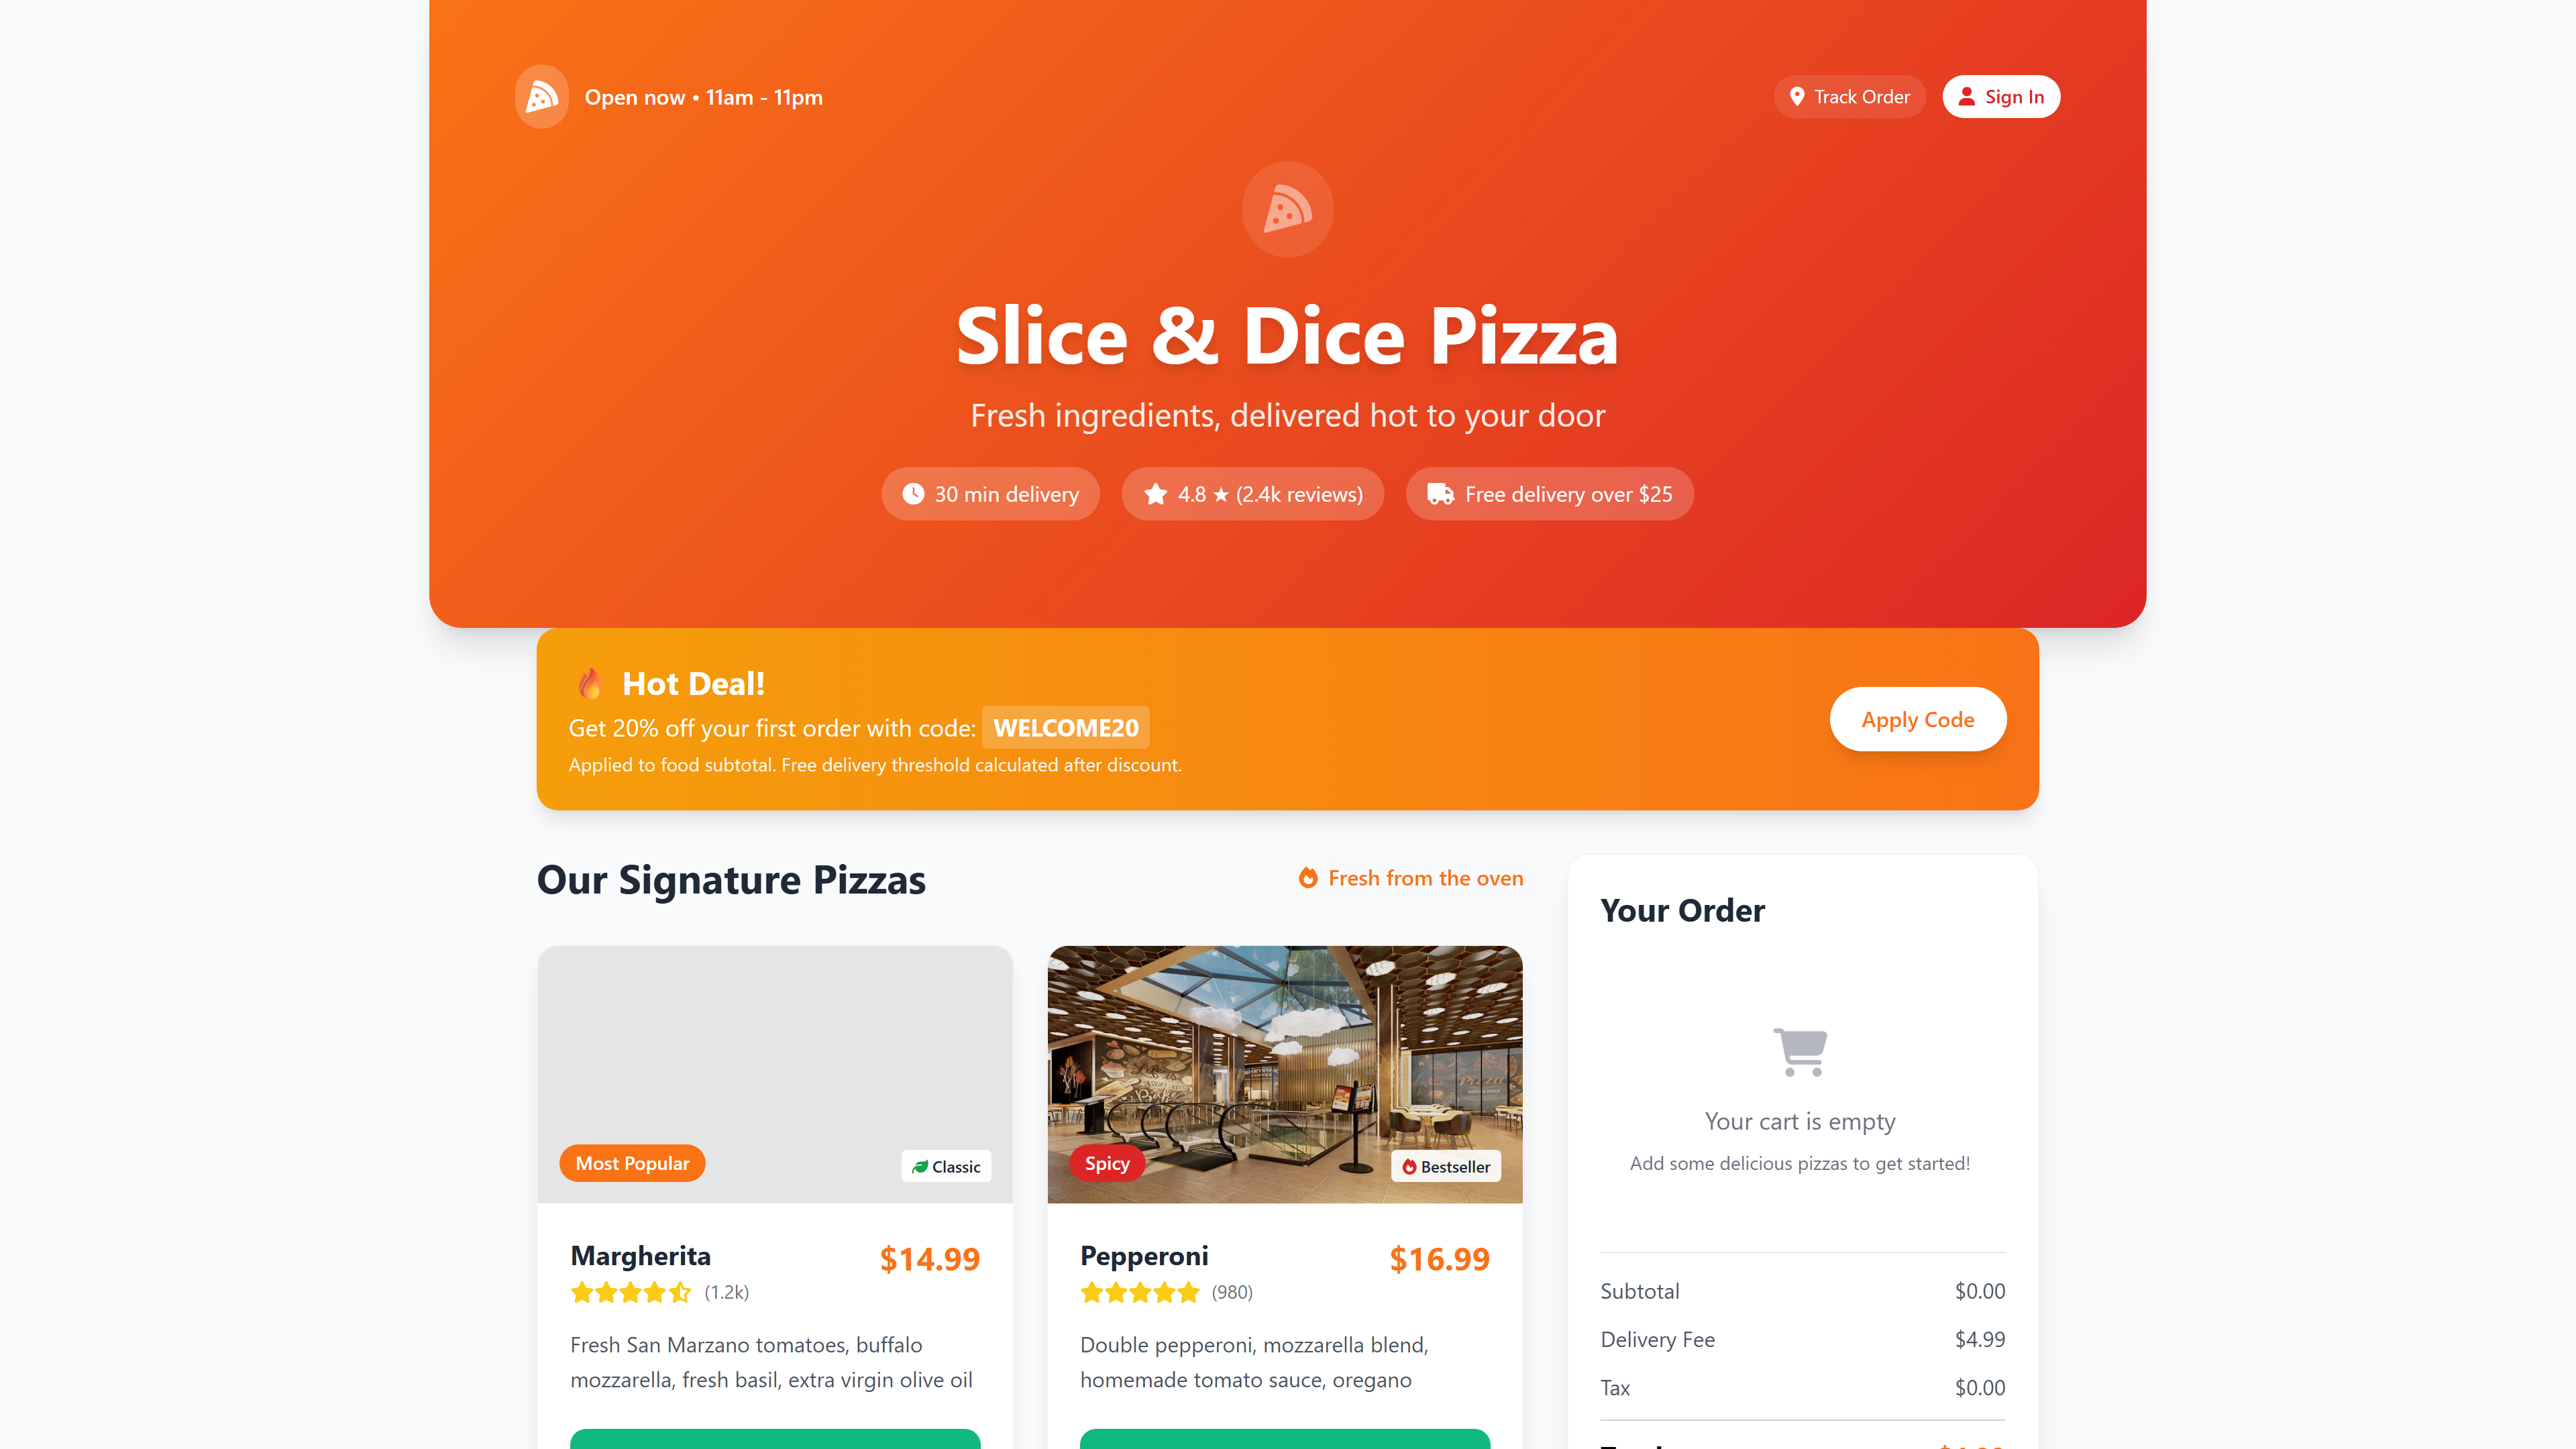 Open now • 11am - 11pm
Track Order
Sign In
Slice & Dice Pizza
Fresh ingredients, delivered hot to your door
30 min delivery
4.8 ★ (2.4k reviews)
Free delivery over $25
🔥 Hot Deal!
Get 20% off your first order with code: WELCOME20
Applied to food subtotal. Free delivery threshold calculated after discount.
Apply Code
Our Signature Pizzas
Fresh from the oven
Most Popular
Classic
Margherita
$14.99
(1.2k)
Fresh San Marzano tomatoes, buffalo
mozzarella, fresh basil, extra virgin olive oil
Spicy
Bestseller
Pepperoni
$16.99
(980)
Double pepperoni, mozzarella blend,
homemade tomato sauce, oregano
Your Order
Your cart is empty
Add some delicious pizzas to get started!
Subtotal
$0.00
Delivery Fee
$4.99
Tax
$0.00